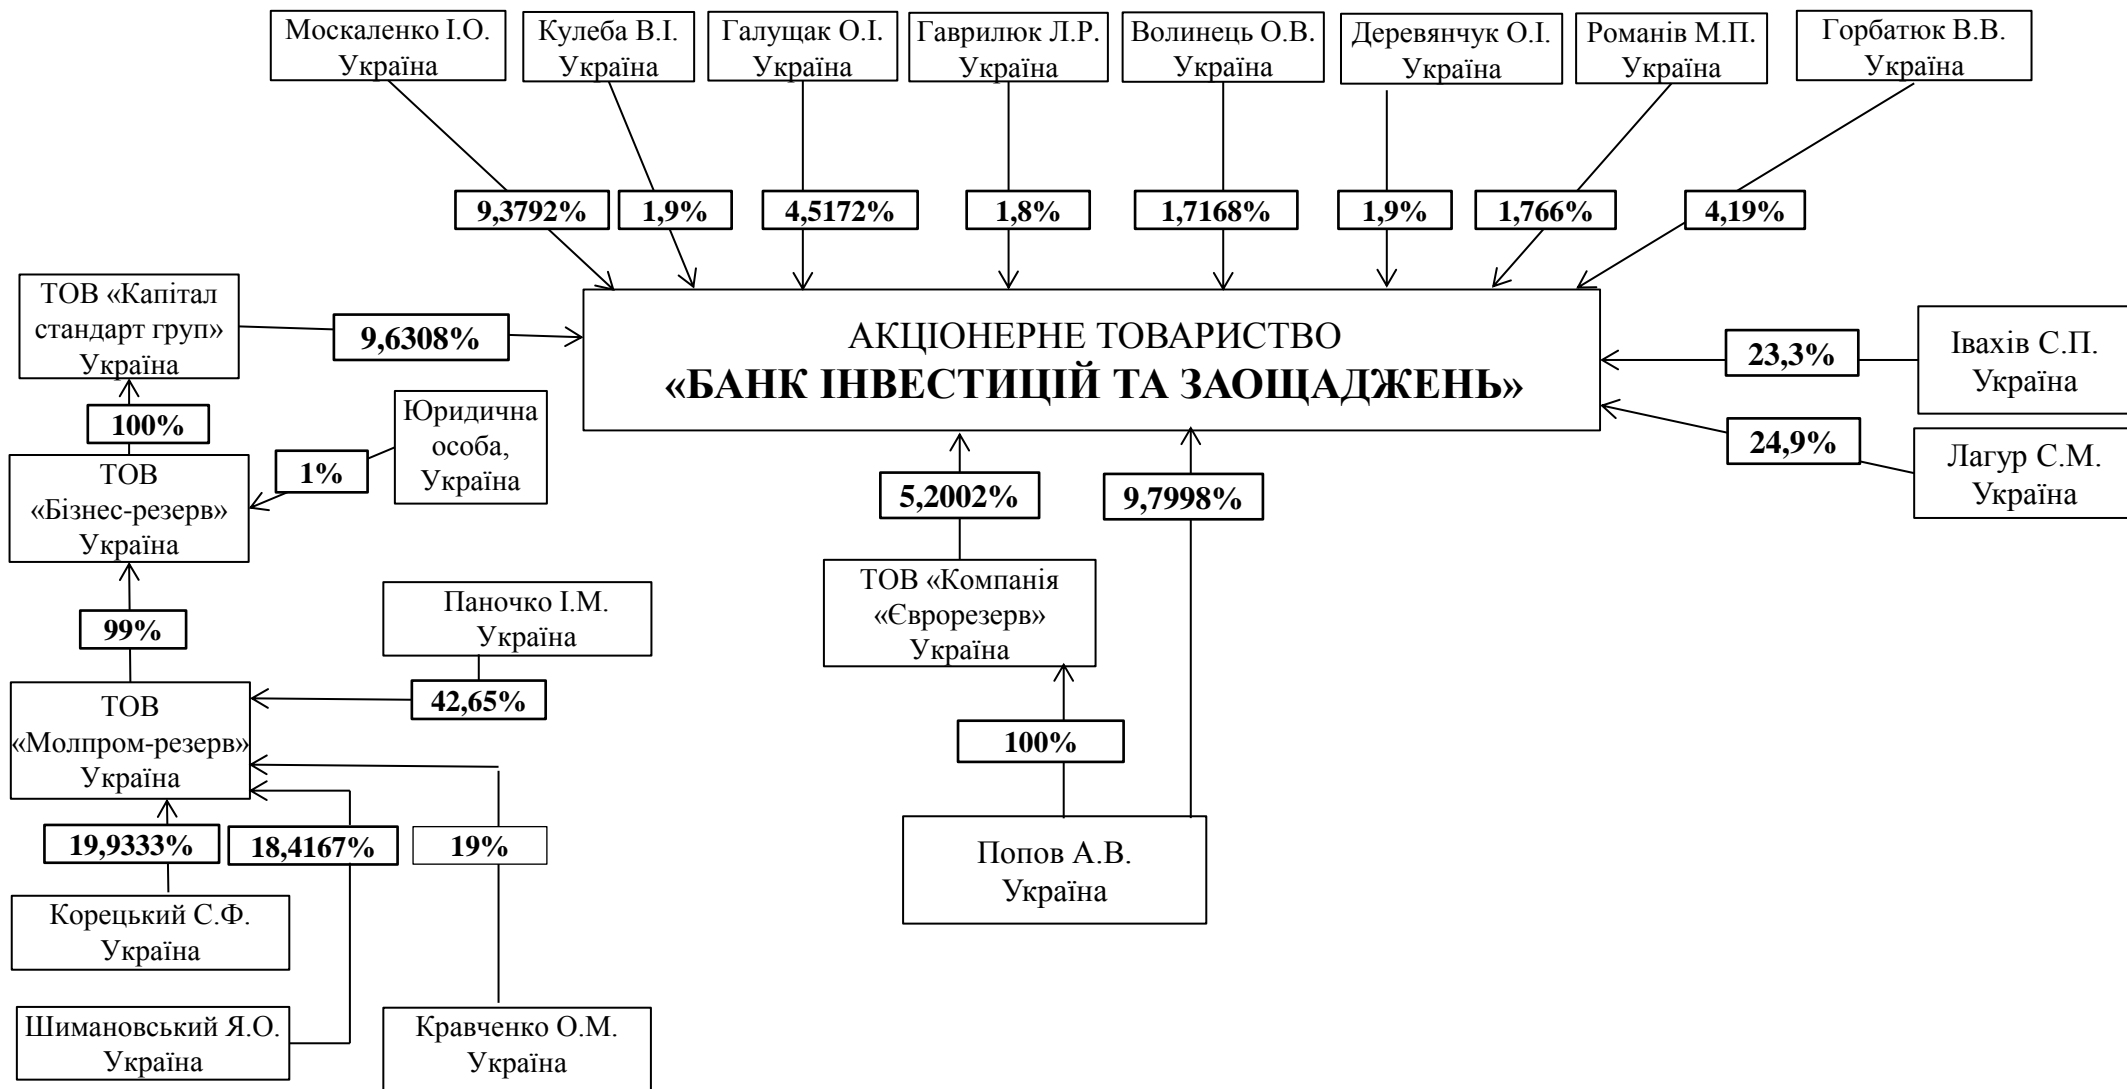 Москаленко І.О.
Україна
Кулеба В.І.
Україна
Галущак О.І.
Україна
Гаврилюк Л.Р.
Україна
Волинець О.В.
Україна
Деревянчук О.І.
Україна
Романів М.П.
Україна
Горбатюк В.В.
Україна
9,3792%
1,9%
4,5172%
1,8%
1,7168%
1,9%
1,766%
4,19%
ТОВ «Капітал
стандарт груп»
Україна
9,6308%
АКЦІОНЕРНЕ ТОВАРИСТВО
«БАНК ІНВЕСТИЦІЙ ТА ЗАОЩАДЖЕНЬ»
23,3%
Івахів С.П.
Україна
24,9%
Лагур С.М.
Україна
100%
Юридична
особа,
Україна
1%
ТОВ
«Бізнес-резерв»
Україна
5,2002%
9,7998%
ТОВ «Компанія
«Єврорезерв»
Україна
99%
Паночко І.М.
Україна
42,65%
ТОВ
«Молпром-резерв»
Україна
100%
19,9333%
18,4167%
19%
Попов А.В.
Україна
Корецький С.Ф.
Україна
Шимановський Я.О.
Україна
Кравченко О.М.
Україна